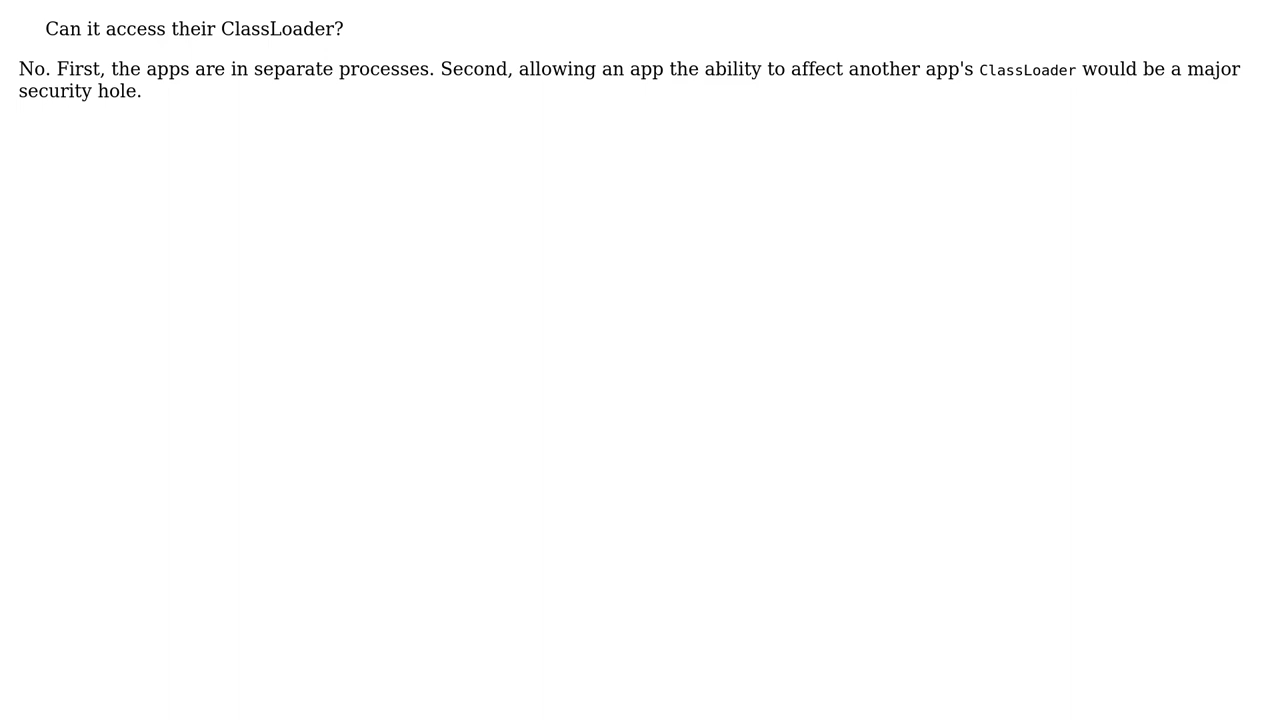 Can it access their ClassLoader?
No. First, the apps are in separate processes. Second, allowing an app the ability to affect another app's ClassLoader would be a major
security hole.